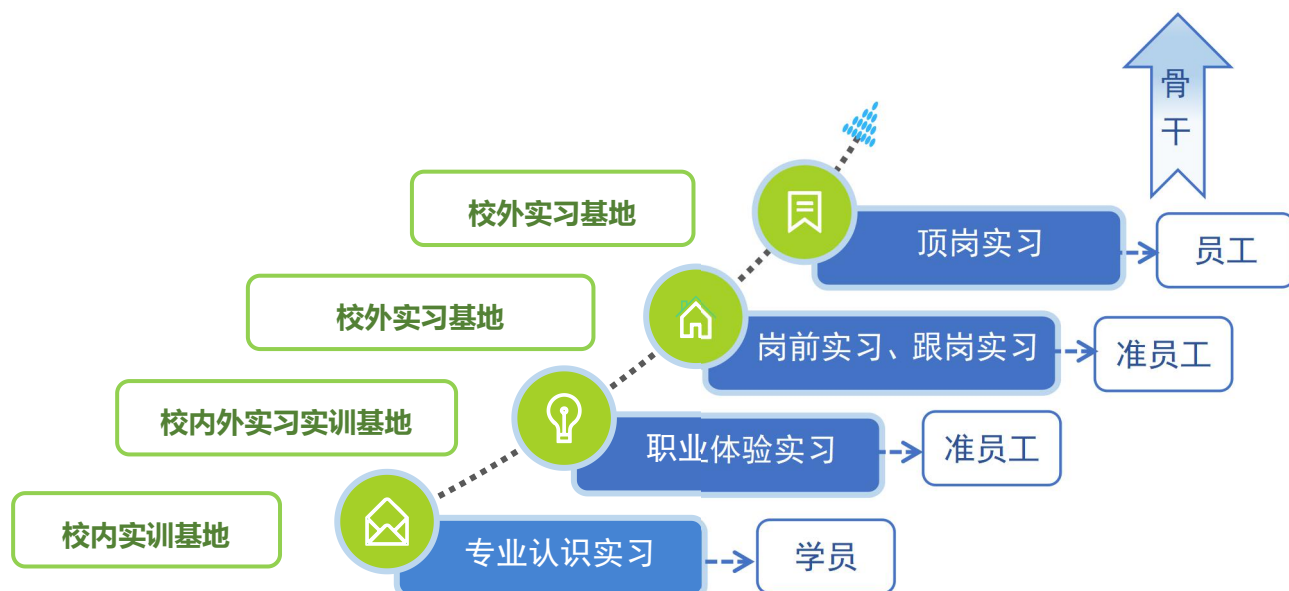 骨
干
校外实习基地
顶岗实习
员工
校外实习基地
岗前实习、跟岗实习
准员工
校内外实习实训基地
职业体验实习
准员工
校内实训基地
专业认识实习
学员